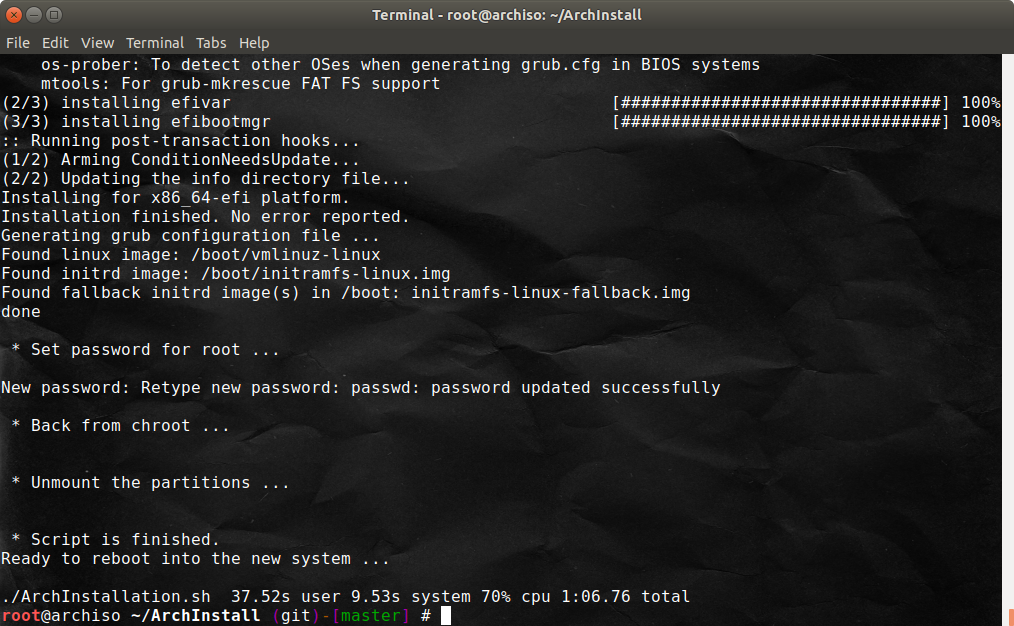 Terminal - root@archiso: ~/ArchInstall
File Edit View Terminal Tabs Help
os-prober: To detect other OSes when generating grub.cfg in BIOS systems
mtools: For grub-mkrescue FAT FS support
(2/3) installing efivar [################################] 100%
(3/3) installing efibootmgr [################################] 100%
:: Running post-transaction hooks...
(1/2) Arming ConditionNeedsUpdate...
(2/2) Updating the info directory file...
Installing for x86_64-efi platform.
Installation finished. No error reported.
Generating grub configuration file ...
Found linux image: /boot/vmlinuz-linux
Found initrd image: /boot/initramfs-linux.img
Found fallback initrd image(s) in /boot: initramfs-linux-fallback.img
done
* Set password for root ...
New password: Retype new password: passwd: password updated successfully
* Back from chroot ...
* Unmount the partitions ...
* Script is finished.
Ready to reboot into the new system ...
./ArchInstallation.sh  37.52s user 9.53s system 70% cpu 1:06.76 total
root@archiso ~/ArchInstall (git)-[master] #